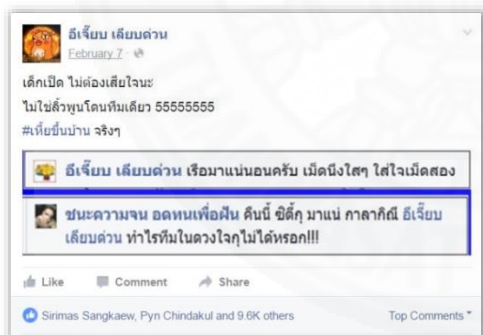 อีเจี๊ยบ เลียบด่วน
February 7 ·
เด็กเปิด ไม่ต้องเสียใจนะ
ไม่ใช่ลิ้วพูนโดนทีมเดียว 55555555
#เหี้ยขึ้นบ้าน จริงๆ
อีเจี๊ยบ เลียบด่วน เรือมาแน่นอนครับ เม็ดนึงใสๆ ใส่ใจเม็ดสอง
ชนะความจน อดทนเพื่อฝัน คืนนี้ ซิตี้กุ มาแน่ กาลากิณี อีเจี๊ยบ
เลียบด่วน ทำไรทีมในดวงใจกุไม่ได้หรอก!!!
Like Comment Share
Sirimas Sangkaew, Pyn Chindakul and 9.6K others Top Comments